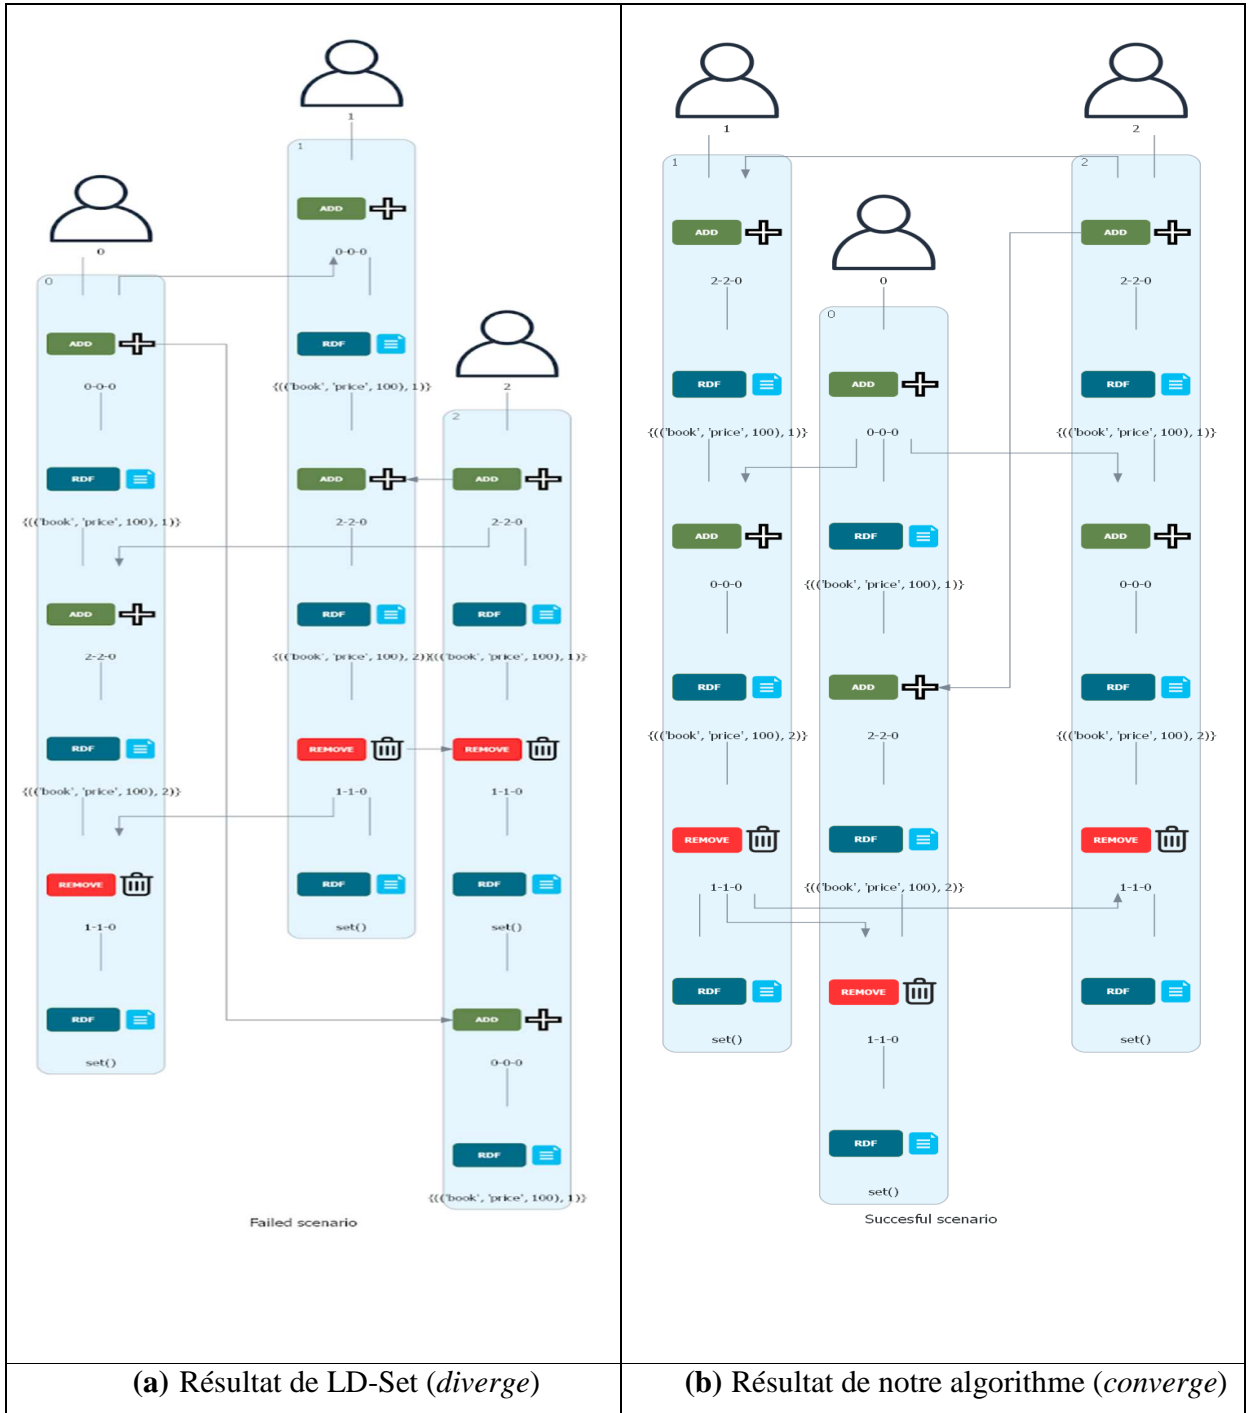 1
1
ADD
0-0-0
RDF
{(('book', 'price', 100), 1)}
ADD
2-2-0
RDF
{(('book', 'price', 100), 2)}
REMOVE
1-1-0
RDF
set()
0
0
ADD
0-0-0
RDF
{(('book', 'price', 100), 1)}
ADD
2-2-0
RDF
{(('book', 'price', 100), 2)}
REMOVE
1-1-0
RDF
set()
2
2
ADD
2-2-0
RDF
{(('book', 'price', 100), 1)}
REMOVE
1-1-0
RDF
set()
ADD
0-0-0
RDF
{(('book', 'price', 100), 1)}
Failed scenario
(a) Résultat de LD-Set (diverge)
1
1
ADD
2-2-0
RDF
{(('book', 'price', 100), 1)}
ADD
0-0-0
RDF
{(('book', 'price', 100), 2)}
REMOVE
1-1-0
RDF
set()
0
0
ADD
0-0-0
RDF
{(('book', 'price', 100), 1)}
ADD
2-2-0
RDF
{(('book', 'price', 100), 2)}
REMOVE
1-1-0
RDF
set()
2
2
ADD
2-2-0
RDF
{(('book', 'price', 100), 1)}
ADD
0-0-0
RDF
{(('book', 'price', 100), 2)}
REMOVE
1-1-0
RDF
set()
Succesful scenario
(b) Résultat de notre algorithme (converge)